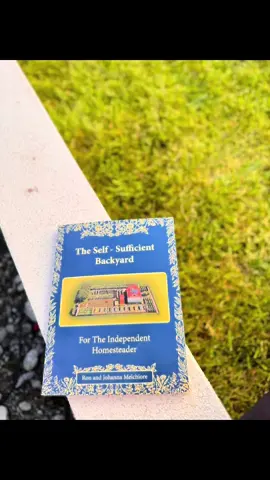 The Self - Sufficient
Backyard
For The Independent
Homesteader
Ron and Johanna Melchiore